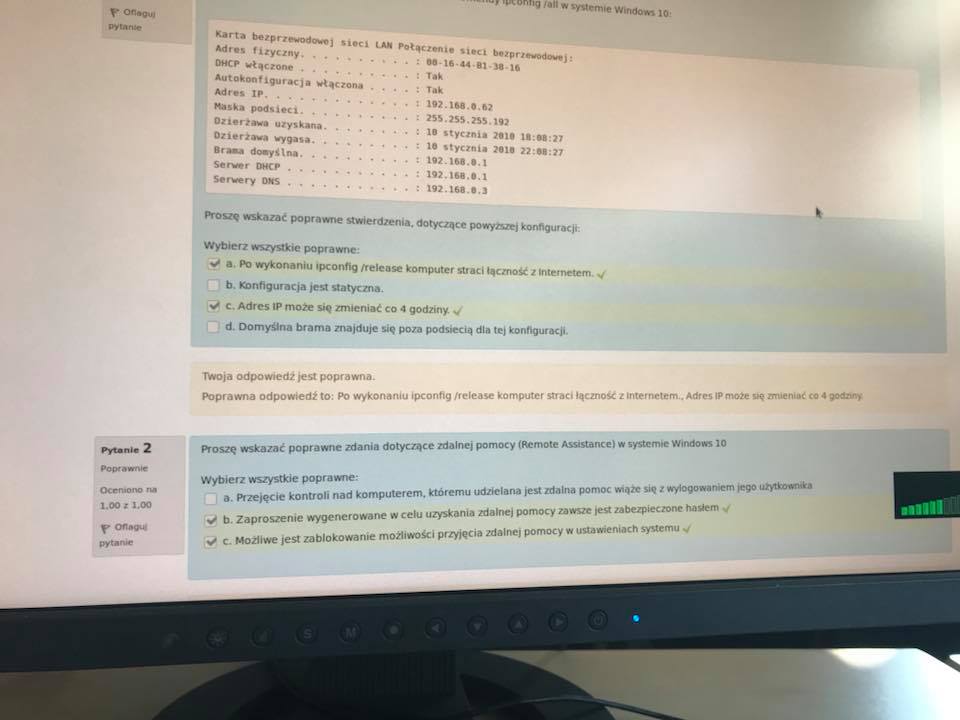 ipconfig /all w systemie Windows 10:
Oflaguj
pytanie
Karta bezprzewodowej sieci LAN Połączenie sieci bezprzewodowej:
Adres fizyczny. . . . . . . . . . : 00-16-44-B1-38-16
DHCP włączone . . . . . . . . . . : Tak
Autokonfiguracja włączona . . . . : Tak
Adres IP. . . . . . . . . . . . . : 192.168.0.62
Maska podsieci. . . . . . . . . . : 255.255.255.192
Dzierżawa uzyskana. . . . . . . . : 10 stycznia 2010 18:08:27
Dzierżawa wygasa. . . . . . . . . : 10 stycznia 2010 22:08:27
Brama domyślna. . . . . . . . . . : 192.168.0.1
Serwer DHCP . . . . . . . . . . . : 192.168.0.1
Serwery DNS . . . . . . . . . . . : 192.168.0.3
Proszę wskazać poprawne stwierdzenia, dotyczące powyższej konfiguracji:
Wybierz wszystkie poprawne:
a. Po wykonaniu ipconfig /release komputer straci łączność z Internetem.
b. Konfiguracja jest statyczna.
c. Adres IP może się zmieniać co 4 godziny.
d. Domyślna brama znajduje się poza podsiecią dla tej konfiguracji.
Twoja odpowiedź jest poprawna.
Poprawna odpowiedź to: Po wykonaniu ipconfig /release komputer straci łączność z Internetem., Adres IP może się zmieniać co 4 godziny.
Pytanie 2
Poprawnie
Oceniono na
1,00 z 1,00
Oflaguj
pytanie
Proszę wskazać poprawne zdania dotyczące zdalnej pomocy (Remote Assistance) w systemie Windows 10
Wybierz wszystkie poprawne:
a. Przejęcie kontroli nad komputerem, któremu udzielana jest zdalna pomoc wiąże się z wylogowaniem jego użytkownika
b. Zaproszenie wygenerowane w celu uzyskania zdalnej pomocy zawsze jest zabezpieczone hasłem
c. Możliwe jest zablokowanie możliwości przyjęcia zdalnej pomocy w ustawieniach systemu
S M